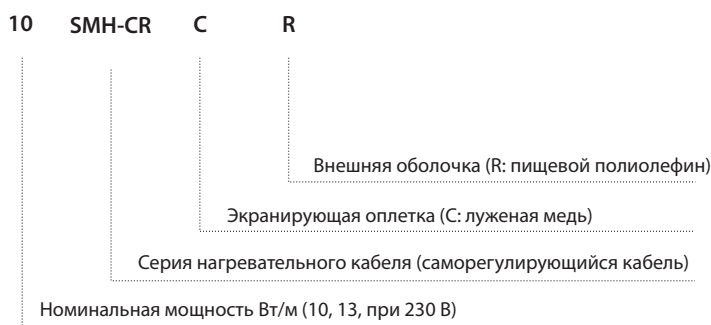 10 SMH-CR C R
Внешняя оболочка (R: пищевой полиолефин)
Экранирующая оплетка (C: луженая медь)
Серия нагревательного кабеля (саморегулирующийся кабель)
Номинальная мощность Вт/м (10, 13, при 230 В)